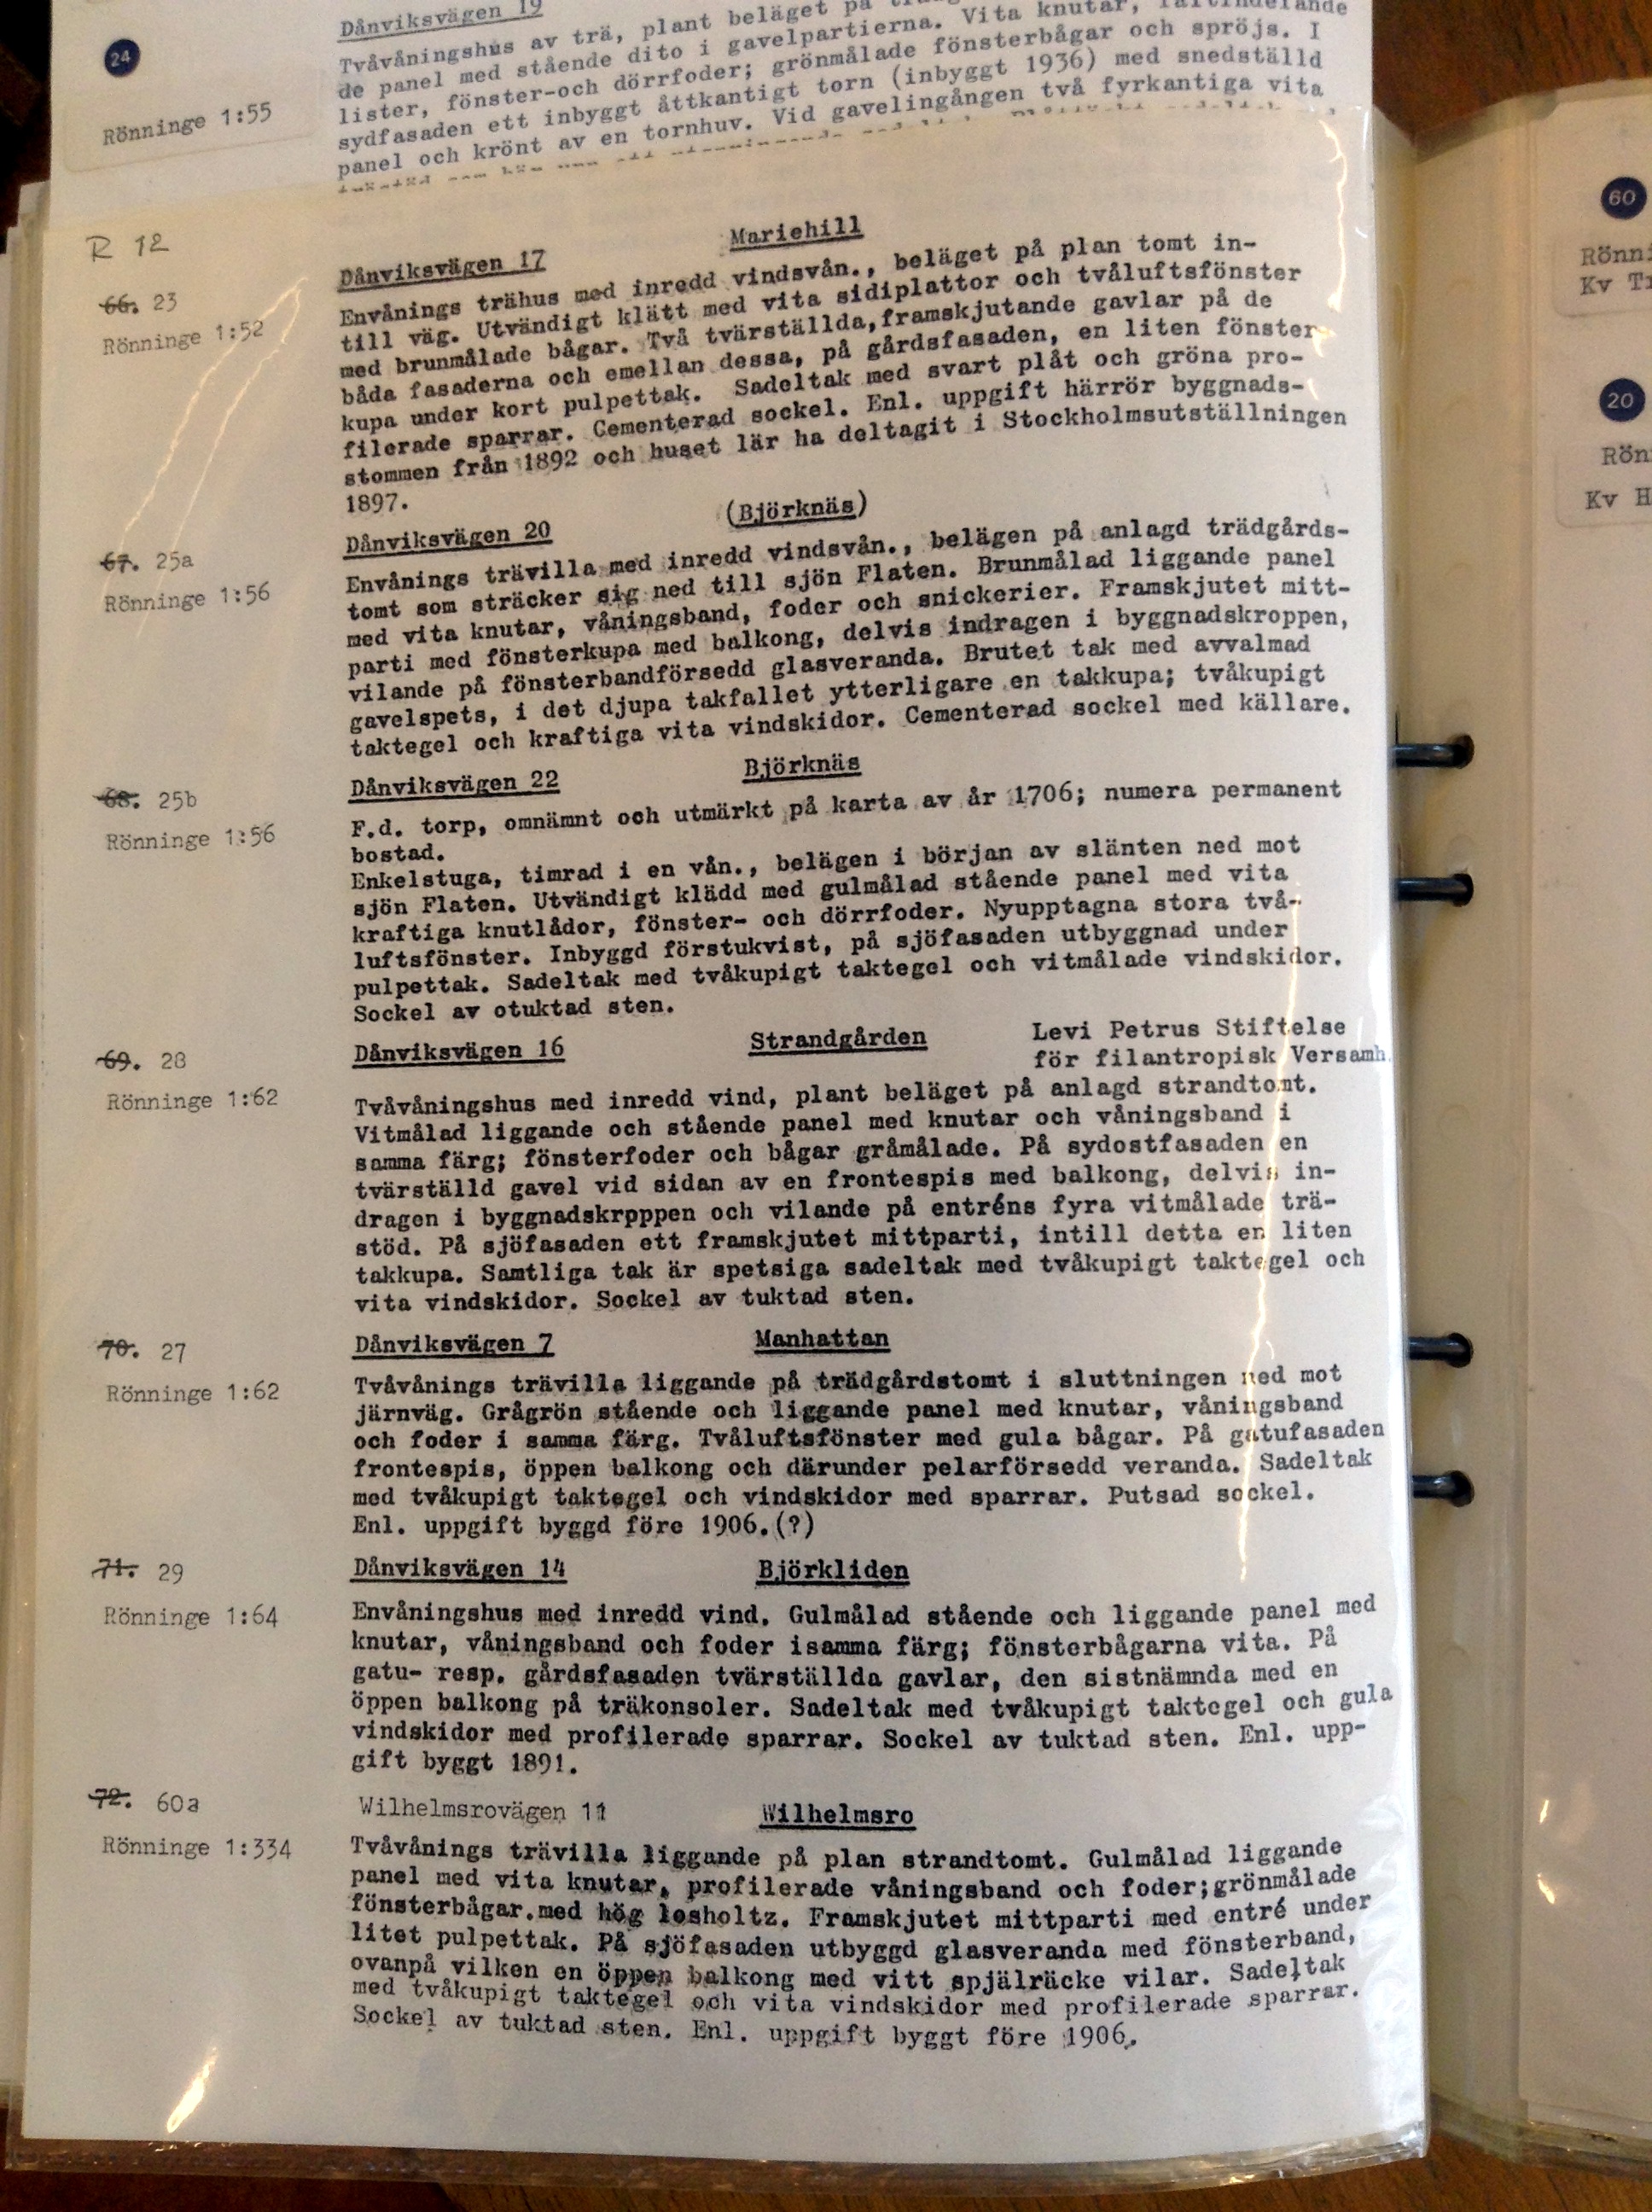 24
Rönninge 1:55
Dånviksvägen 19
Tvåvåningshus av trä, plant beläget på
de panel med stående dito i gavelpartierna. Vita knutar,
lister, fönster-och dörrfoder; grönmålade fönsterbågar och spröjs. I
sydfasaden ett inbyggt åttkantigt torn (inbyggt 1936) med snedställd
panel och krönt av en tornhuv. Vid gavelingången två fyrkantiga vita
R 12
66. 23
Rönninge 1:52
Dånviksvägen 17 Mariehill
Envånings trähus med inredd vindsvån., beläget på plan tomt in-
till väg. Utvändigt klätt med vita sidiplattor och tvåluftsfönster
med brunmålade bågar. Två tvärställda,framskjutande gavlar på de
båda fasaderna och emellan dessa, på gårdsfasaden, en liten fönster-
kupa under kort pulpettak. Sadeltak med svart plåt och gröna pro-
filerade sparrar. Cementerad sockel. Enl. uppgift härrör byggnads-
stommen från 1892 och huset lär ha deltagit i Stockholmsutställningen
1897.
67. 25a
Rönninge 1:56
Dånviksvägen 20 (Björknäs)
Envånings trävilla med inredd vindsvån., belägen på anlagd trädgårds-
tomt som sträcker sig ned till sjön Flaten. Brunmålad liggande panel
med vita knutar, våningsband, foder och snickerier. Framskjutet mitt-
parti med fönsterkupa med balkong, delvis indragen i byggnadskroppen,
vilande på fönsterbandförsedd glasveranda. Brutet tak med avvalmad
gavelspets, i det djupa takfallet ytterligare en takkupa; tvåkupigt
taktegel och kraftiga vita vindskidor. Cementerad sockel med källare.
68. 25b
Rönninge 1:56
Dånviksvägen 22 Björknäs
F.d. torp, omnämnt och utmärkt på karta av år 1706; numera permanent
bostad.
Enkelstuga, timrad i en vån., belägen i början av slänten ned mot
sjön Flaten. Utvändigt klädd med gulmålad stående panel med vita
kraftiga knutlådor, fönster- och dörrfoder. Nyupptagna stora två-
luftsfönster. Inbyggd förstukvist, på sjöfasaden utbyggnad under
pulpettak. Sadeltak med tvåkupigt taktegel och vitmålade vindskidor.
Sockel av otuktad sten.
69. 28
Rönninge 1:62
Dånviksvägen 16 Strandgården Levi Petrus Stiftelse
för filantropisk Versamh.
Tvåvåningshus med inredd vind, plant beläget på anlagd strandtomt.
Vitmålad liggande och stående panel med knutar och våningsband i
samma färg; fönsterfoder och bågar gråmålade. På sydostfasaden en
tvärställd gavel vid sidan av en frontespis med balkong, delvis in-
dragen i byggnadskrpppen och vilande på entréns fyra vitmålade trä-
stöd. På sjöfasaden ett framskjutet mittparti, intill detta en liten
takkupa. Samtliga tak är spetsiga sadeltak med tvåkupigt taktegel och
vita vindskidor. Sockel av tuktad sten.
70. 27
Rönninge 1:62
Dånviksvägen 7 Manhattan
Tvåvånings trävilla liggande på trädgårdstomt i sluttningen ned mot
järnväg. Grågrön stående och liggande panel med knutar, våningsband
och foder i samma färg. Tvåluftsfönster med gula bågar. På gatufasaden
frontespis, öppen balkong och därunder pelarförsedd veranda. Sadeltak
med tvåkupigt taktegel och vindskidor med sparrar. Putsad sockel.
Enl. uppgift byggd före 1906.(?)
71. 29
Rönninge 1:64
Dånviksvägen 14 Björkliden
Envåningshus med inredd vind. Gulmålad stående och liggande panel med
knutar, våningsband och foder isamma färg; fönsterbågarna vita. På
gatu- resp. gårdsfasaden tvärställda gavlar, den sistnämnda med en
öppen balkong på träkonsoler. Sadeltak med tvåkupigt taktegel och gula
vindskidor med profilerade sparrar. Sockel av tuktad sten. Enl. upp-
gift byggt 1891.
72. 60a
Rönninge 1:334
Wilhelmsrovägen 11 Wilhelmsro
Tvåvånings trävilla liggande på plan strandtomt. Gulmålad liggande
panel med vita knutar, profilerade våningsband och foder;grönmålade
fönsterbågar.med hög losholtz. Framskjutet mittparti med entré under
litet pulpettak. På sjöfasaden utbyggd glasveranda med fönsterband,
ovanpå vilken en öppen balkong med vitt spjälräcke vilar. Sadeltak
med tvåkupigt taktegel och vita vindskidor med profilerade sparrar.
Sockel av tuktad sten. Enl. uppgift byggt före 1906.
60
Kv
20
Kv H